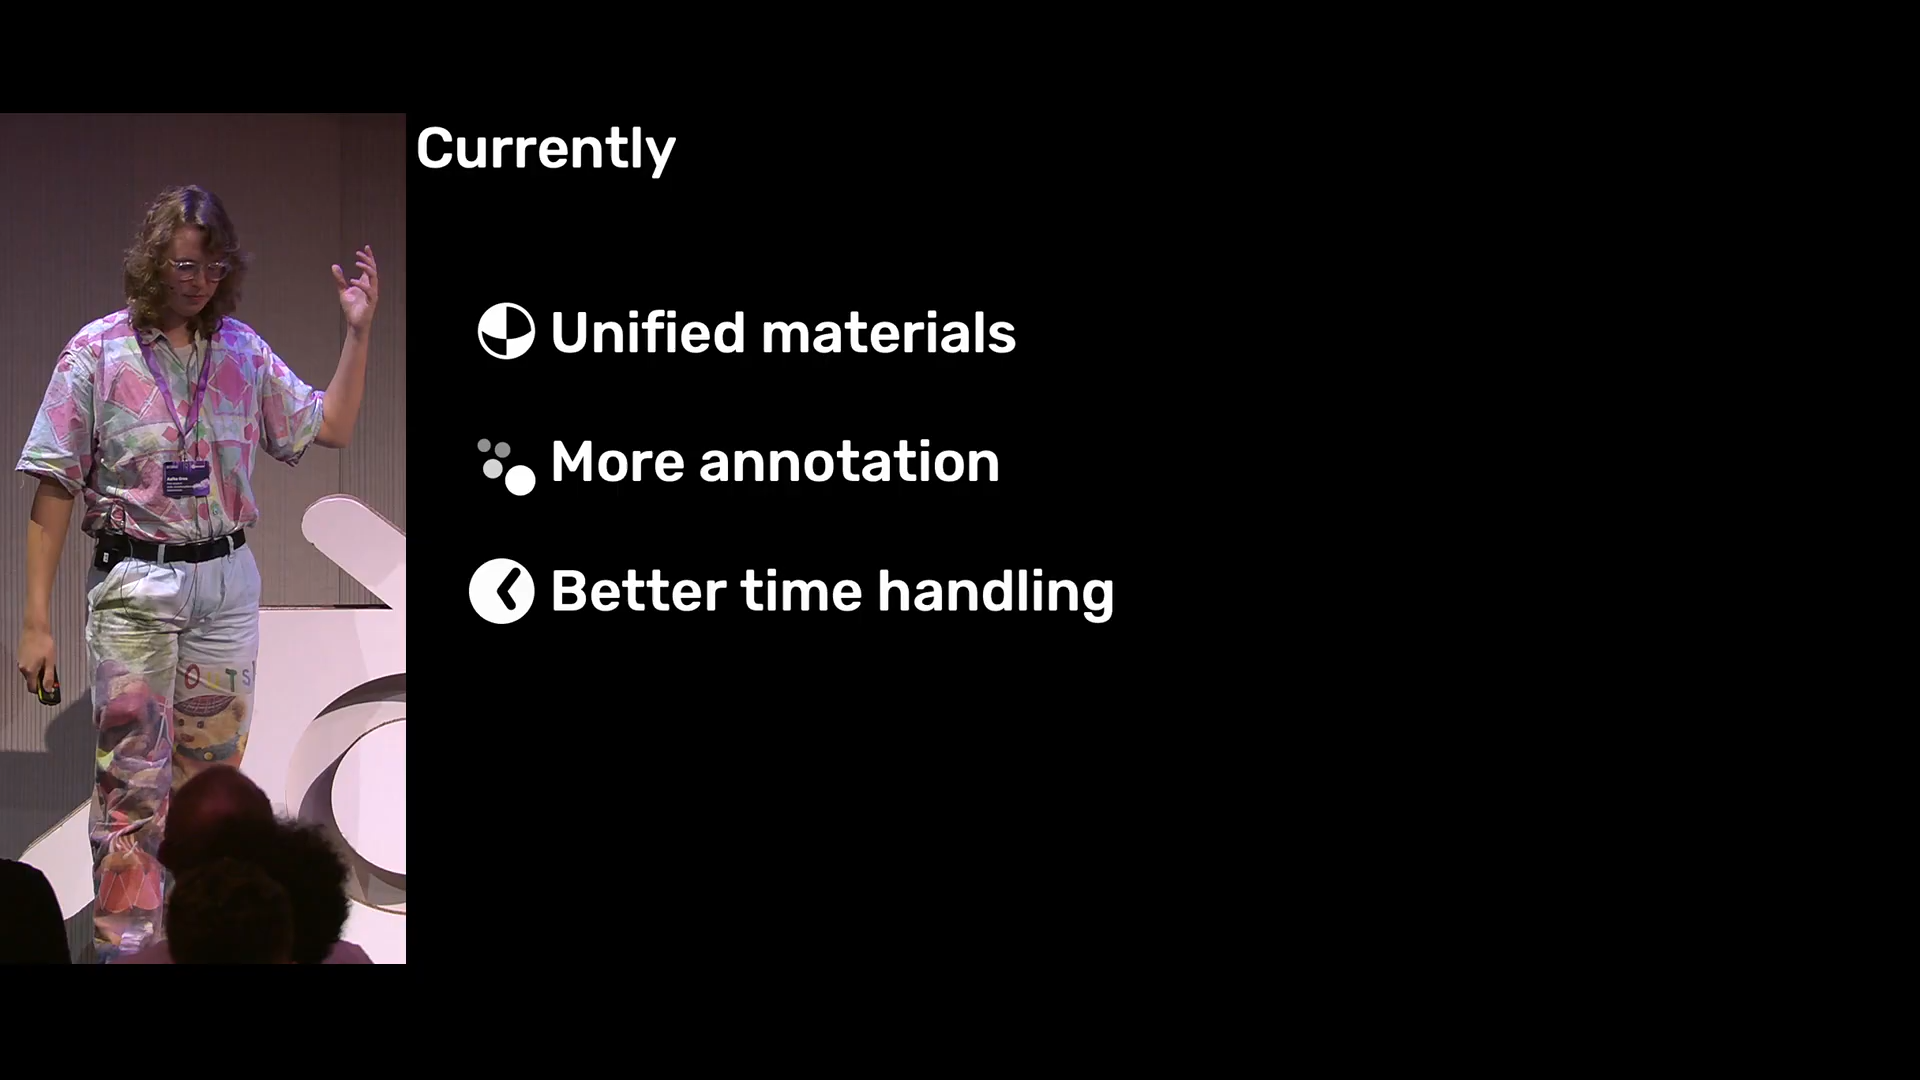 Currently
Unified materials
More annotation
Better time handling